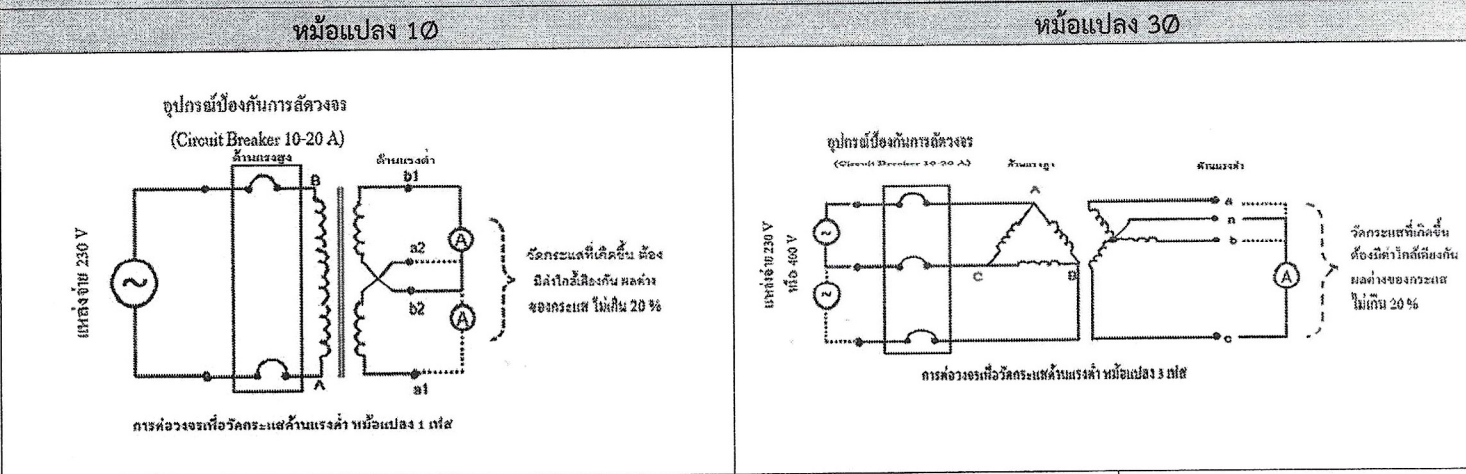 หม้อแปลง 1Ø
อุปกรณ์ป้องกันการลัดวงจร
(Circuit Breaker 10-20 A)
ด้านแรงสูง
ด้านแรงต่ำ
B
b1
แหล่งจ่าย 230 V
A
a2
b2
A
A
a1
วัดกระแสที่เกิดขึ้น ต้อง
มีค่าใกล้เคียงกัน ผลต่าง
ของกระแส ไม่เกิน 20 %
การต่อวงจรเพื่อวัดกระแสด้านแรงต่ำ หม้อแปลง 1 เฟส
หม้อแปลง 3Ø
อุปกรณ์ป้องกันการลัดวงจร
(Circuit Breaker 10-20 A)
ด้านแรงสูง
ด้านแรงต่ำ
แหล่งจ่าย 230 V
หรือ 400 V
A
C
B
a
n
b
A
c
วัดกระแสที่เกิดขึ้น
ต้องมีค่าใกล้เคียงกัน
ผลต่างของกระแส
ไม่เกิน 20 %
การต่อวงจรเพื่อวัดกระแสด้านแรงต่ำ หม้อแปลง 3 เฟส